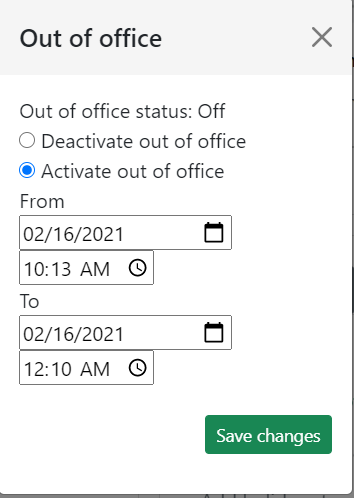 Out of office
Out of office status: Off
Deactivate out of office
Activate out of office
From
02/16/2021
10:13 AM
To
02/16/2021
12:10 AM
Save changes